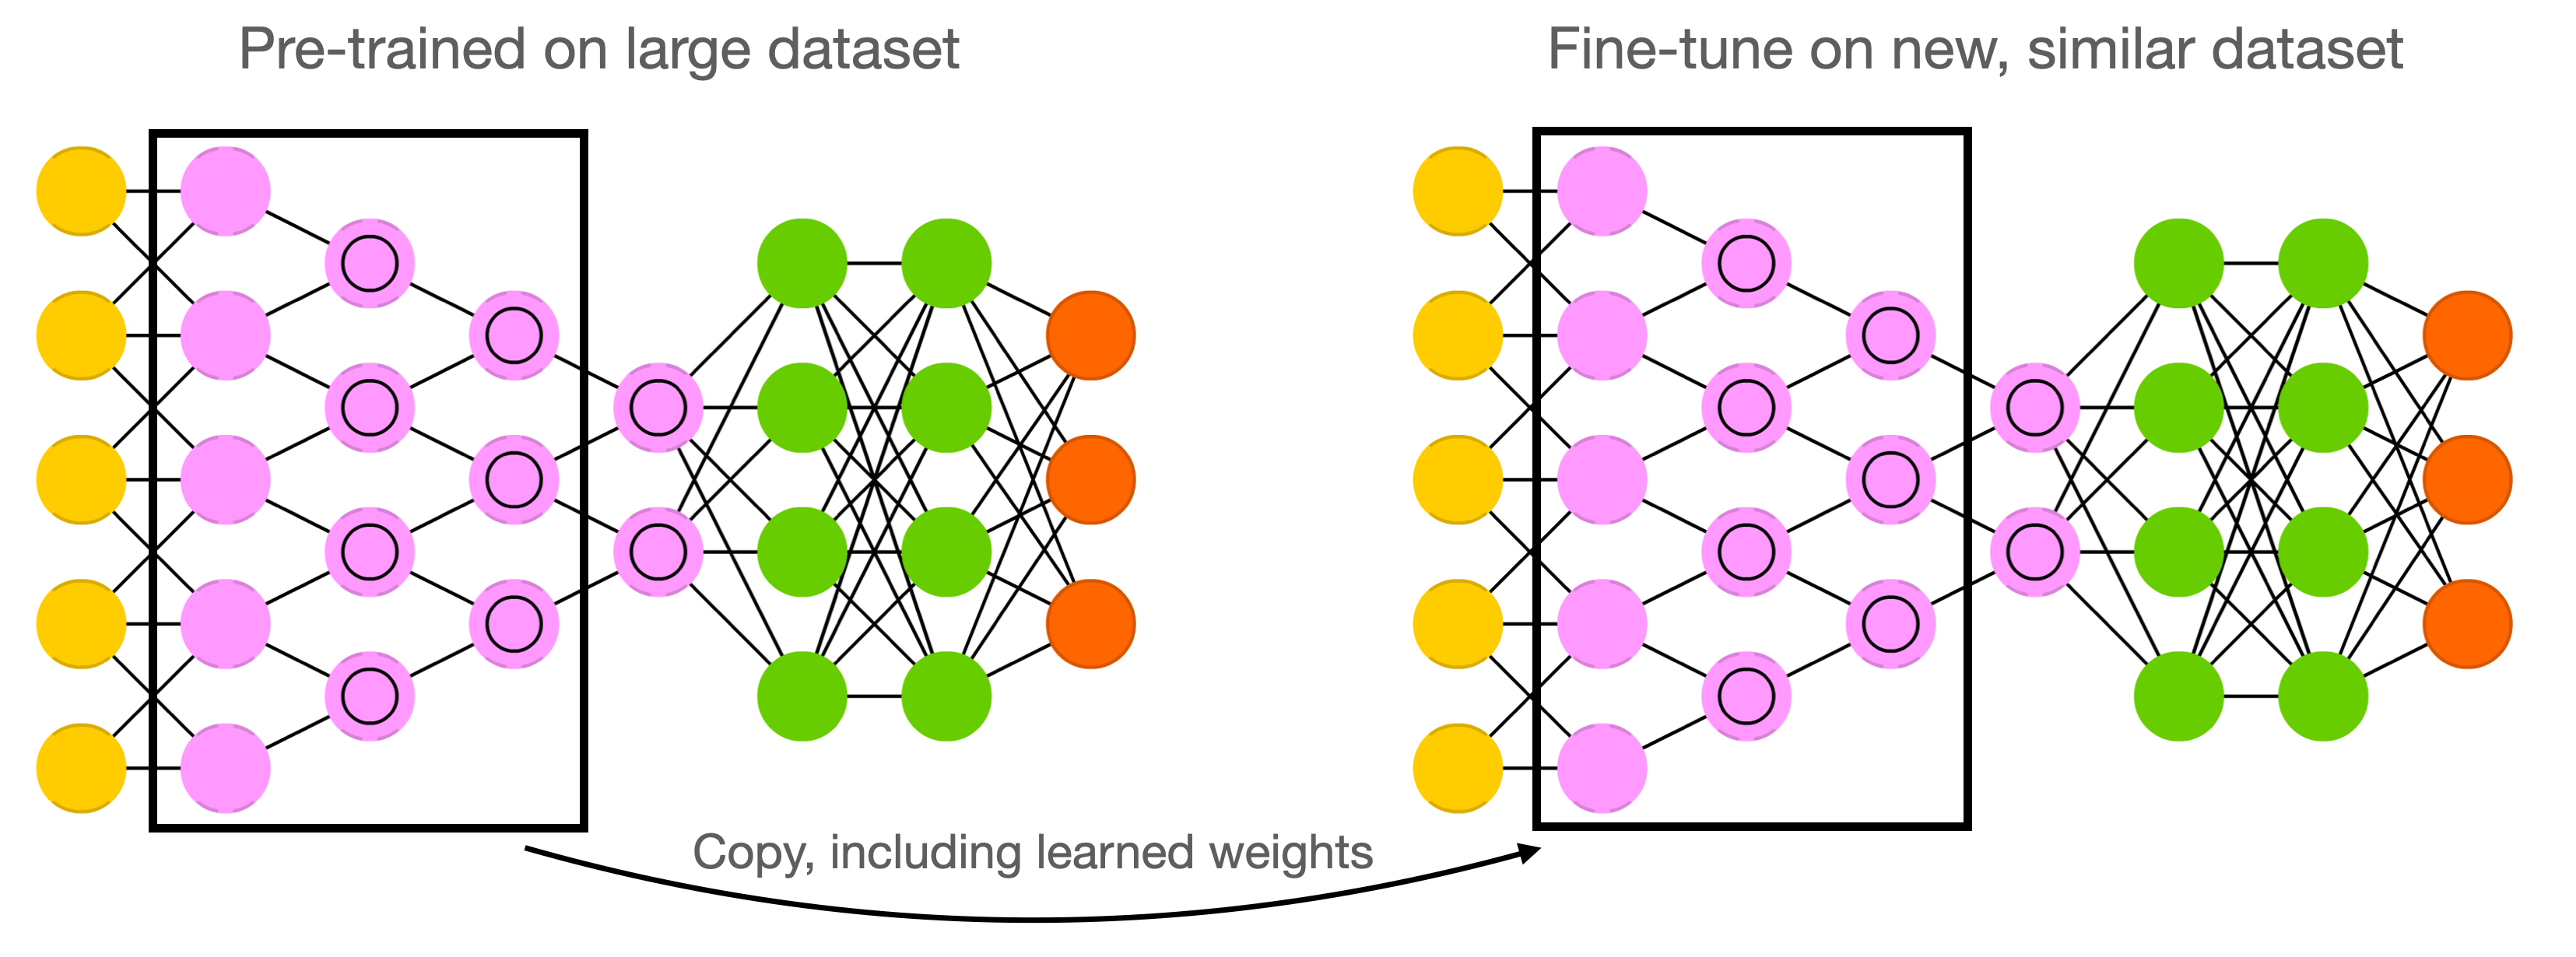 Pre-trained on large dataset
Fine-tune on new, similar dataset
Copy, including learned weights